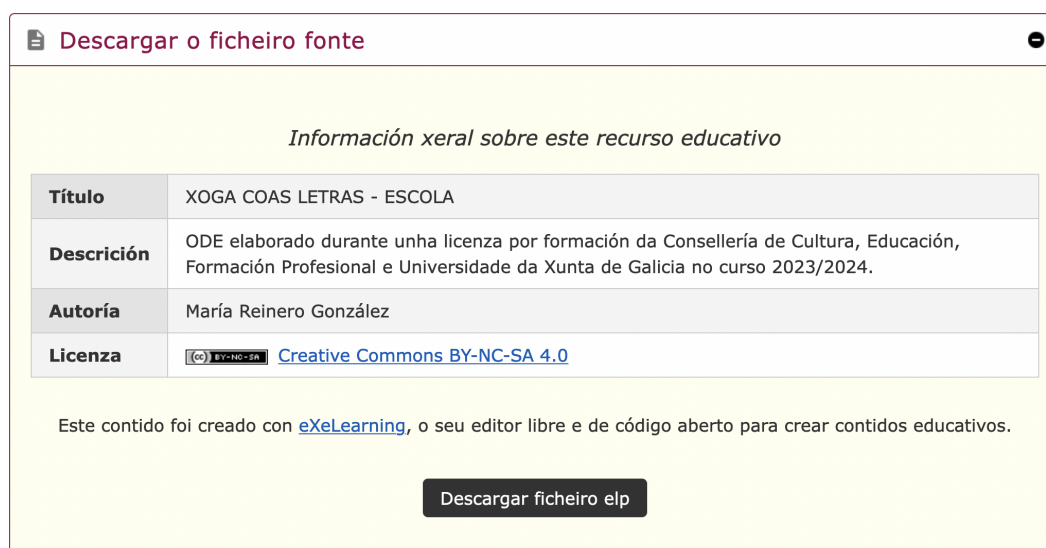 Descargar o ficheiro fonte
Información xeral sobre este recurso educativo
Título
XOGA COAS LETRAS - ESCOLA
Descrición
ODE elaborado durante unha licenza por formación da Consellería de Cultura, Educación,
Formación Profesional e Universidade da Xunta de Galicia no curso 2023/2024.
Autoría
María Reinero González
Licenza
(cc) BY-NC-SA Creative Commons BY-NC-SA 4.0
Este contido foi creado con eXeLearning, o seu editor libre e de código aberto para crear contidos educativos.
Descargar ficheiro elp